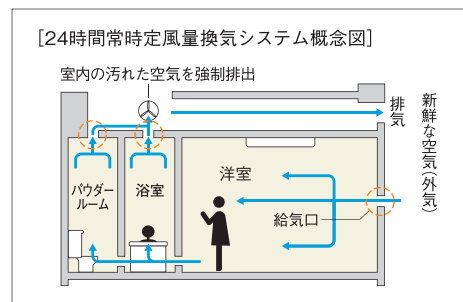 [24時間常時定風量換気システム概念図]
室内の汚れた空気を強制排出
排気
新鮮な空気(外気)
パウダー
ルーム
浴室
洋室
給気口